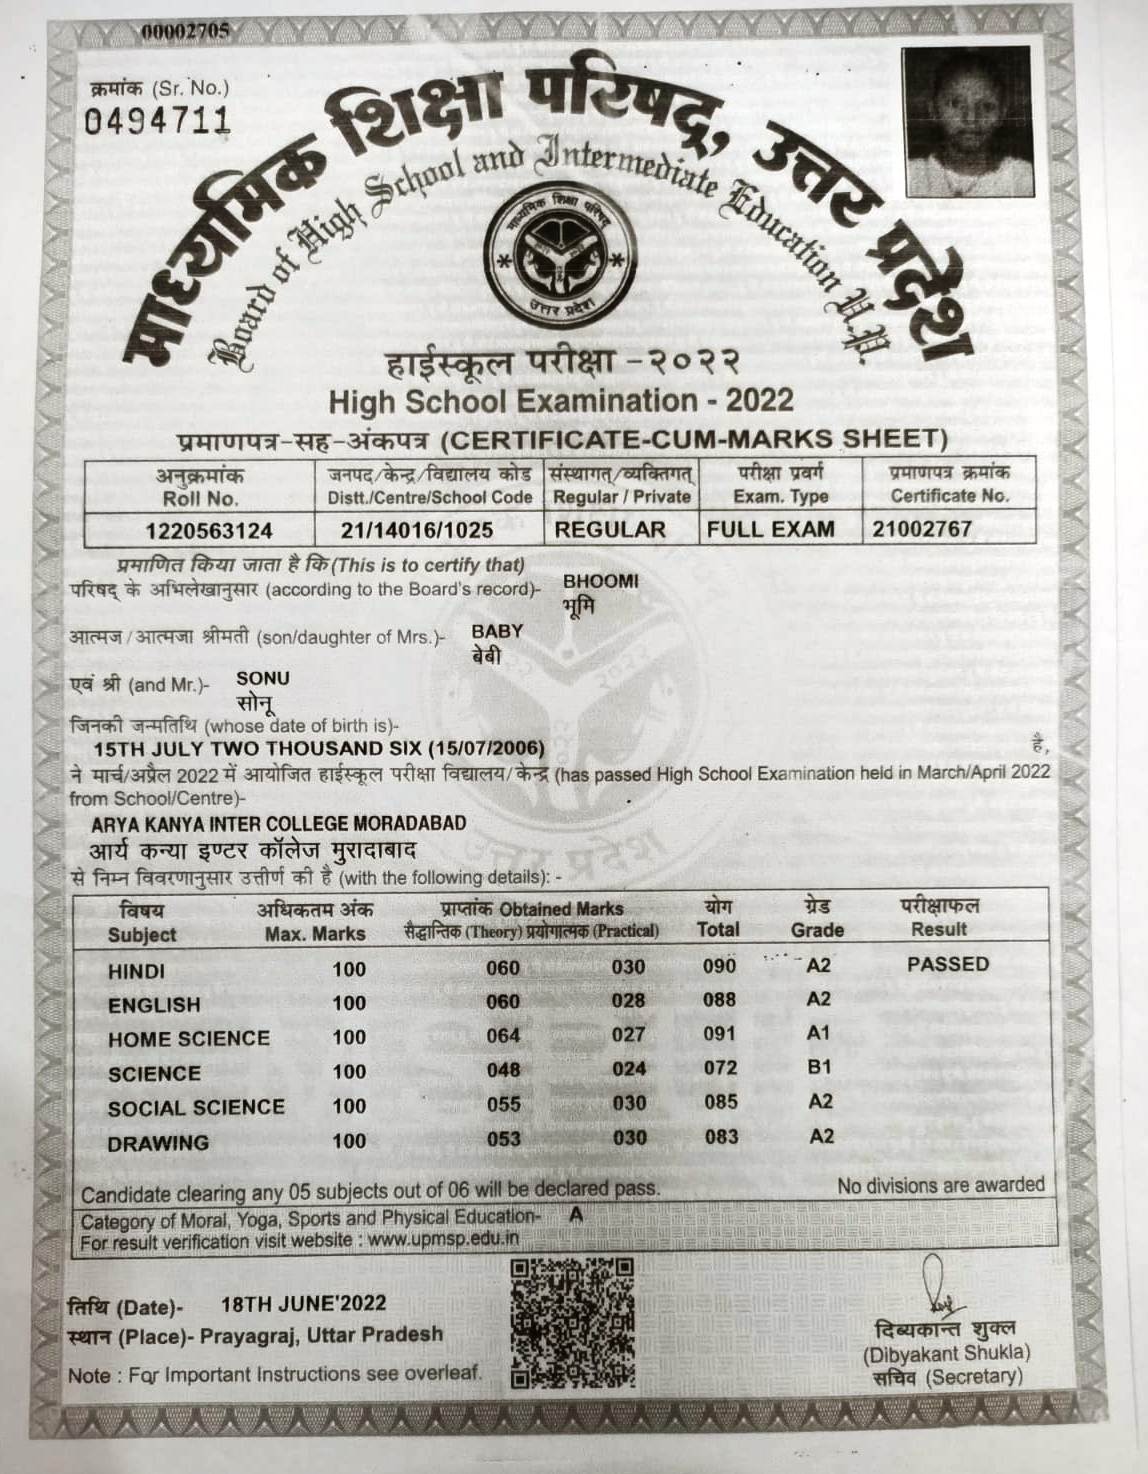 00002705
क्रमांक (Sr. No.)
0494711
माध्यमिक शिक्षा परिषद्, उत्तर प्रदेश
Board of High School and Intermediate Education U.P.
माध्यमिक शिक्षा परिषद
उत्तर प्रदेश
हाईस्कूल परीक्षा -२०२२
High School Examination - 2022
प्रमाणपत्र-सह-अंकपत्र (CERTIFICATE-CUM-MARKS SHEET)
अनुक्रमांक जनपद/केन्द्र/विद्यालय कोड संस्थागत/व्यक्तिगत परीक्षा प्रवर्ग प्रमाणपत्र क्रमांक
Roll No. Distt./Centre/School Code Regular / Private Exam. Type Certificate No.
1220563124 21/14016/1025 REGULAR FULL EXAM 21002767
प्रमाणित किया जाता है कि (This is to certify that)
परिषद् के अभिलेखानुसार (according to the Board's record)- BHOOMI
भूमि
आत्मज/आत्मजा श्रीमती (son/daughter of Mrs.)- BABY
बेबी
एवं श्री (and Mr.)- SONU
सोनू
जिनकी जन्मतिथि (whose date of birth is)-
15TH JULY TWO THOUSAND SIX (15/07/2006) है,
ने मार्च/अप्रैल 2022 में आयोजित हाईस्कूल परीक्षा विद्यालय/केन्द्र (has passed High School Examination held in March/April 2022
from School/Centre)-
ARYA KANYA INTER COLLEGE MORADABAD
आर्य कन्या इण्टर कॉलेज मुरादाबाद
से निम्न विवरणानुसार उत्तीर्ण की है (with the following details): -
विषय अधिकतम अंक प्राप्तांक Obtained Marks योग ग्रेड परीक्षाफल
Subject Max. Marks सैद्धान्तिक (Theory) प्रयोगात्मक (Practical) Total Grade Result
HINDI 100 060 030 090 A2 PASSED
ENGLISH 100 060 028 088 A2
HOME SCIENCE 100 064 027 091 A1
SCIENCE 100 048 024 072 B1
SOCIAL SCIENCE 100 055 030 085 A2
DRAWING 100 053 030 083 A2
Candidate clearing any 05 subjects out of 06 will be declared pass. No divisions are awarded
Category of Moral, Yoga, Sports and Physical Education- A
For result verification visit website : www.upmsp.edu.in
तिथि (Date)- 18TH JUNE'2022
स्थान (Place)- Prayagraj, Uttar Pradesh
Note : For Important Instructions see overleaf.
दिब्यकान्त शुक्ल
(Dibyakant Shukla)
सचिव (Secretary)